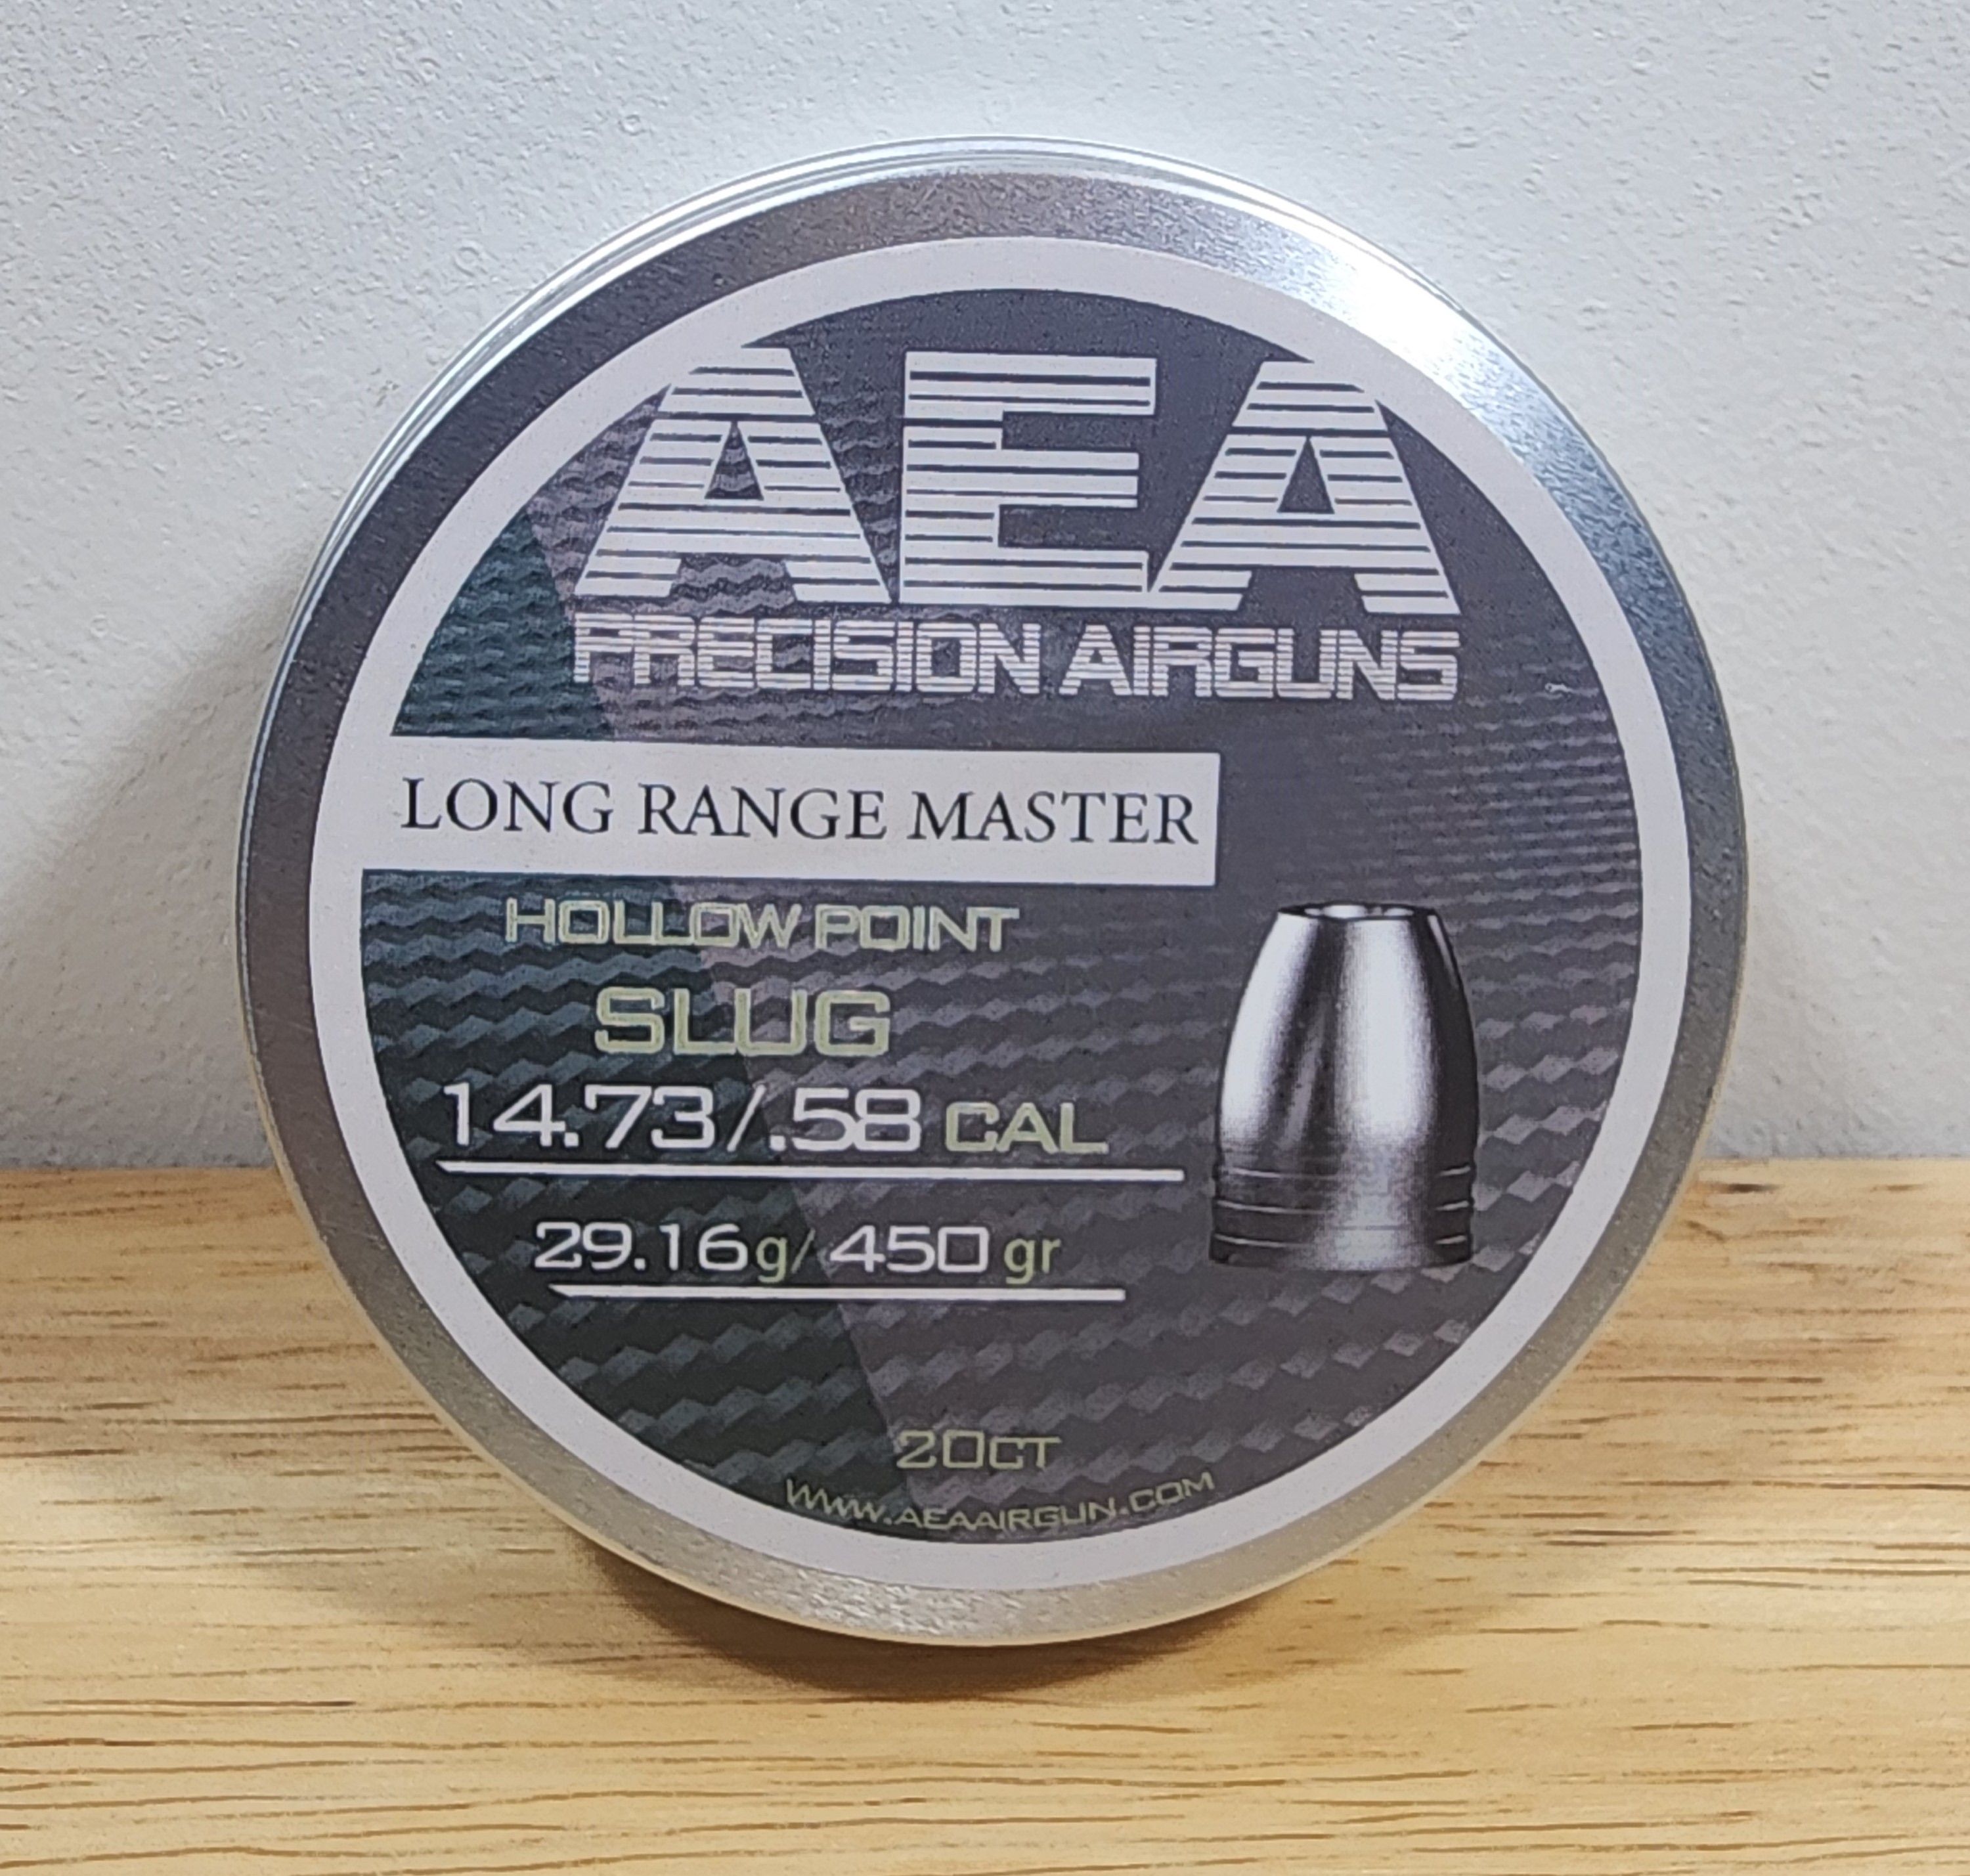 AEA
PRECISION AIRGUNS
LONG RANGE MASTER
HOLLOW POINT
SLUG
14.73/.58 CAL
29.16g/450 gr
20CT
WWW.AEAAIRGUN.COM